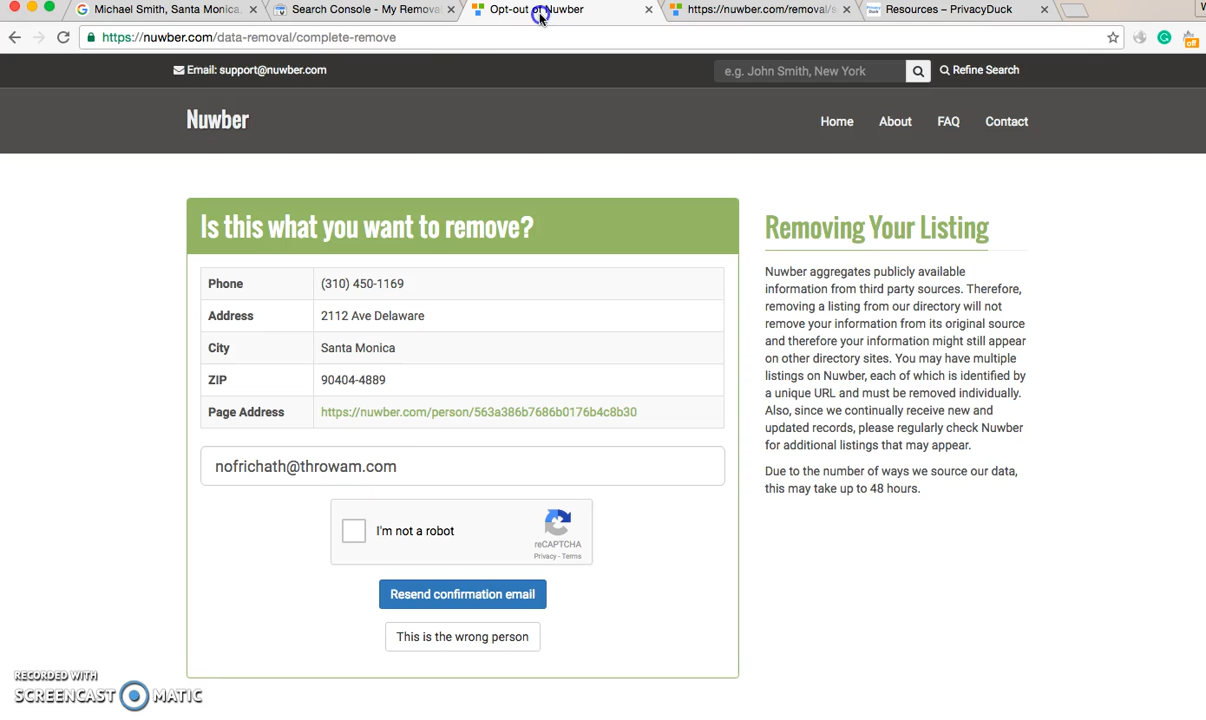 Michael Smith, Santa Monica,
Search Console - My Removal
Opt-out of Nuwber
https://nuwber.com/removal/s
Resources – PrivacyDuck
https://nuwber.com/data-removal/complete-remove
off
Email: support@nuwber.com
e.g. John Smith, New York
Refine Search
Nuwber
Home
About
FAQ
Contact
Is this what you want to remove?
Phone (310) 450-1169
Address 2112 Ave Delaware
City Santa Monica
ZIP 90404-4889
Page Address https://nuwber.com/person/563a386b7686b0176b4c8b30
nofrichath@throwam.com
I'm not a robot
reCAPTCHA
Privacy - Terms
Resend confirmation email
This is the wrong person
Removing Your Listing
Nuwber aggregates publicly available
information from third party sources. Therefore,
removing a listing from our directory will not
remove your information from its original source
and therefore your information might still appear
on other directory sites. You may have multiple
listings on Nuwber, each of which is identified by
a unique URL and must be removed individually.
Also, since we continually receive new and
updated records, please regularly check Nuwber
for additional listings that may appear.
Due to the number of ways we source our data,
this may take up to 48 hours.
RECORDED WITH
SCREENCAST MATIC